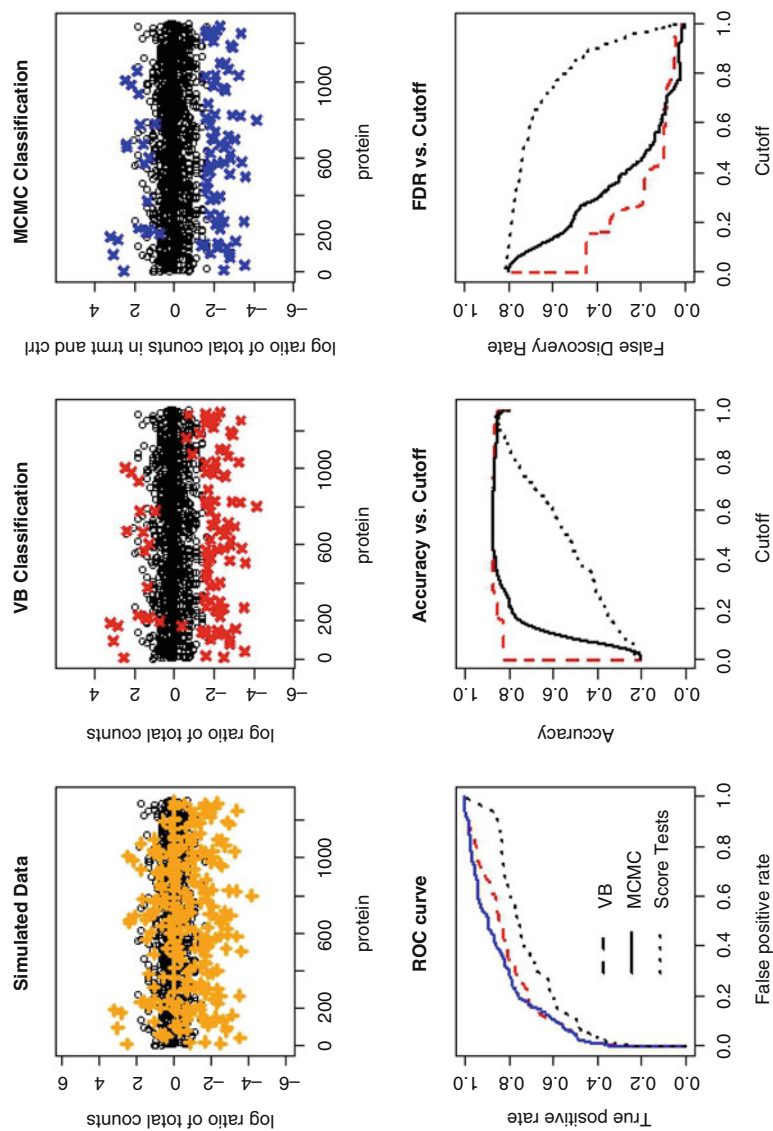 Simulated Data
log ratio of total counts
6
4
2
0
−2
−4
−6
0 200 600 1000
protein
VB Classification
log ratio of total counts
4
2
0
−2
−4
−6
0 200 600 1000
protein
MCMC Classification
log ratio of total counts in trmt and ctrl
4
2
0
−2
−4
−6
0 200 600 1000
protein
ROC curve
True positive rate
1.0
0.8
0.6
0.4
0.2
0.0
VB
MCMC
Score Tests
0.0 0.2 0.4 0.6 0.8 1.0
False positive rate
Accuracy vs. Cutoff
Accuracy
1.0
0.8
0.6
0.4
0.2
0.0
0.0 0.2 0.4 0.6 0.8 1.0
Cutoff
FDR vs. Cutoff
False Discovery Rate
1.0
0.8
0.6
0.4
0.2
0.0
0.0 0.2 0.4 0.6 0.8 1.0
Cutoff